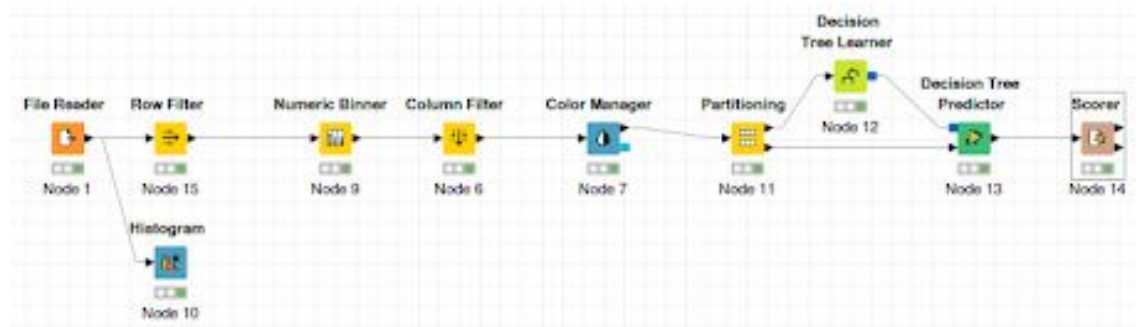 Decision
Tree Learner
Node 12
File Reader
Node 1
Row Filter
Node 15
Numeric Binner
Node 9
Column Filter
Node 6
Color Manager
Node 7
Partitioning
Node 11
Decision Tree
Predictor
Node 13
Scorer
Node 14
Histogram
Node 10